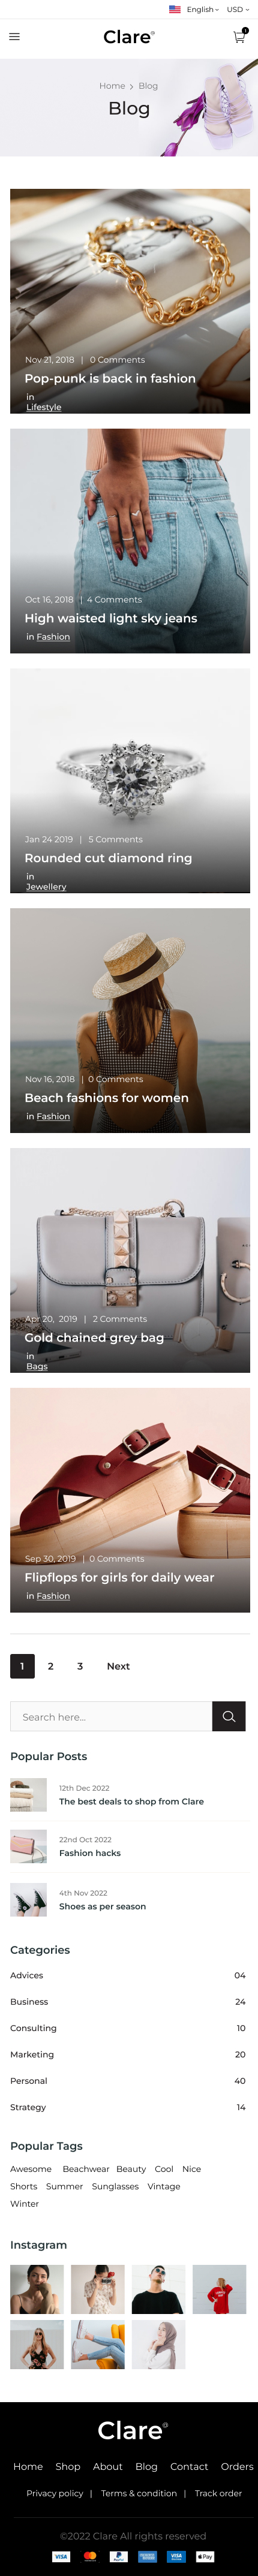 English USD
Clare®
1
Home > Blog
Blog
Nov 21, 2018 | 0 Comments
Pop-punk is back in fashion
in
Lifestyle
Oct 16, 2018 | 4 Comments
High waisted light sky jeans
in Fashion
Jan 24 2019 | 5 Comments
Rounded cut diamond ring
in
Jewellery
Nov 16, 2018 | 0 Comments
Beach fashions for women
in Fashion
Apr 20, 2019 | 2 Comments
Gold chained grey bag
in
Bags
Sep 30, 2019 | 0 Comments
Flipflops for girls for daily wear
in Fashion
1 2 3 Next
Search here...
Popular Posts
12th Dec 2022
The best deals to shop from Clare
22nd Oct 2022
Fashion hacks
4th Nov 2022
Shoes as per season
Categories
Advices 04
Business 24
Consulting 10
Marketing 20
Personal 40
Strategy 14
Popular Tags
Awesome Beachwear Beauty Cool Nice
Shorts Summer Sunglasses Vintage
Winter
Instagram
Clare®
Home Shop About Blog Contact Orders
Privacy policy | Terms & condition | Track order
©2022 Clare All rights reserved
VISA mastercard PayPal VISA Pay